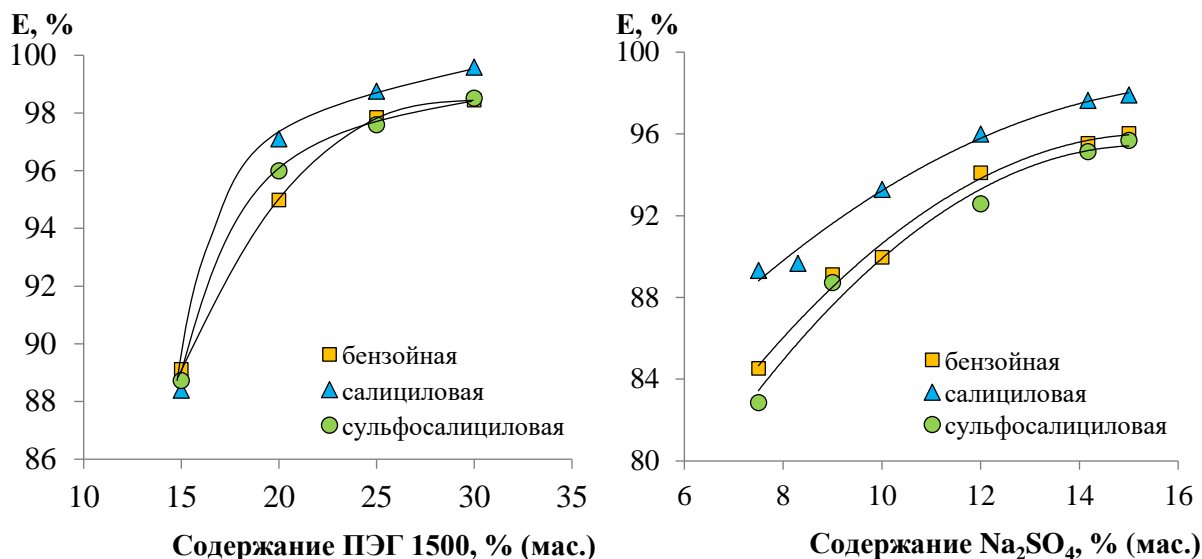 E, %
100
98
96
94
92
90
88
86
10
15
20
25
30
35
бензойная
салициловая
сульфосалициловая
Содержание ПЭГ 1500, % (мас.)
E, %
100
96
92
88
84
80
6
8
10
12
14
16
бензойная
салициловая
сульфосалициловая
Содержание Na₂SO₄, % (мас.)